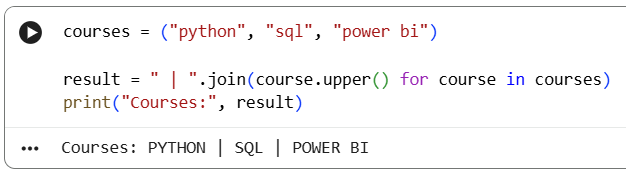 courses = ("python", "sql", "power bi")
result = " | ".join(course.upper() for course in courses)
print("Courses:", result)
Courses: PYTHON | SQL | POWER BI